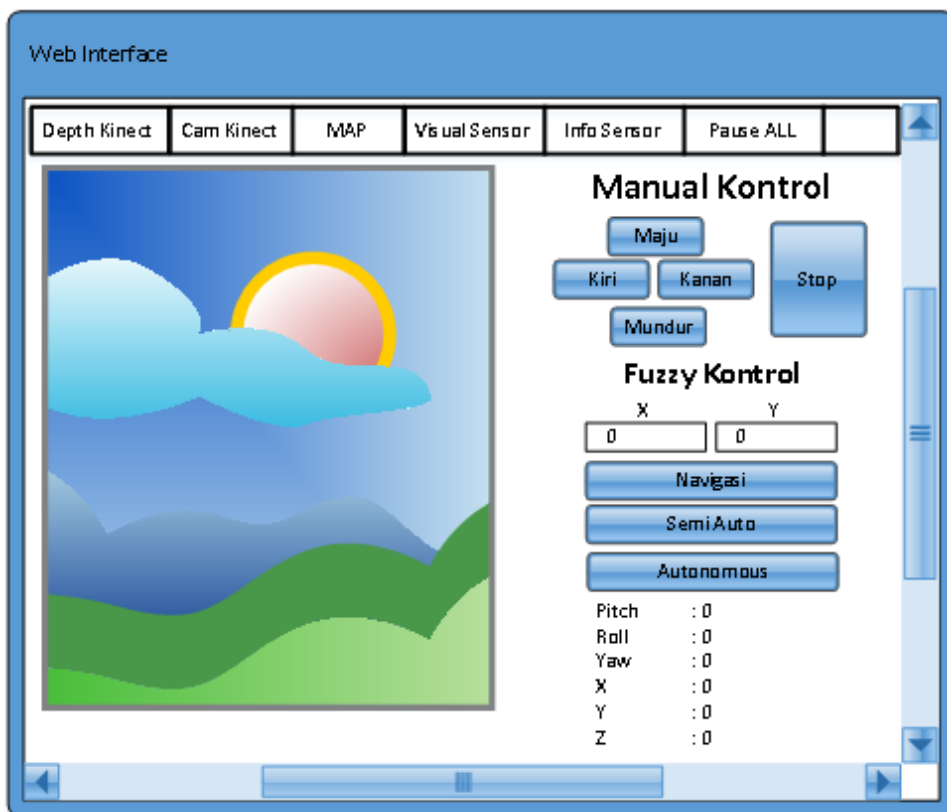 Web Interface
Depth Kinect Cam Kinect MAP Visual Sensor Info Sensor Pause ALL
Manual Kontrol
Maju
Kiri Kanan Stop
Mundur
Fuzzy Kontrol
X Y
0 0
Navigasi
Semi Auto
Autonomous
Pitch : 0
Roll : 0
Yaw : 0
X : 0
Y : 0
Z : 0